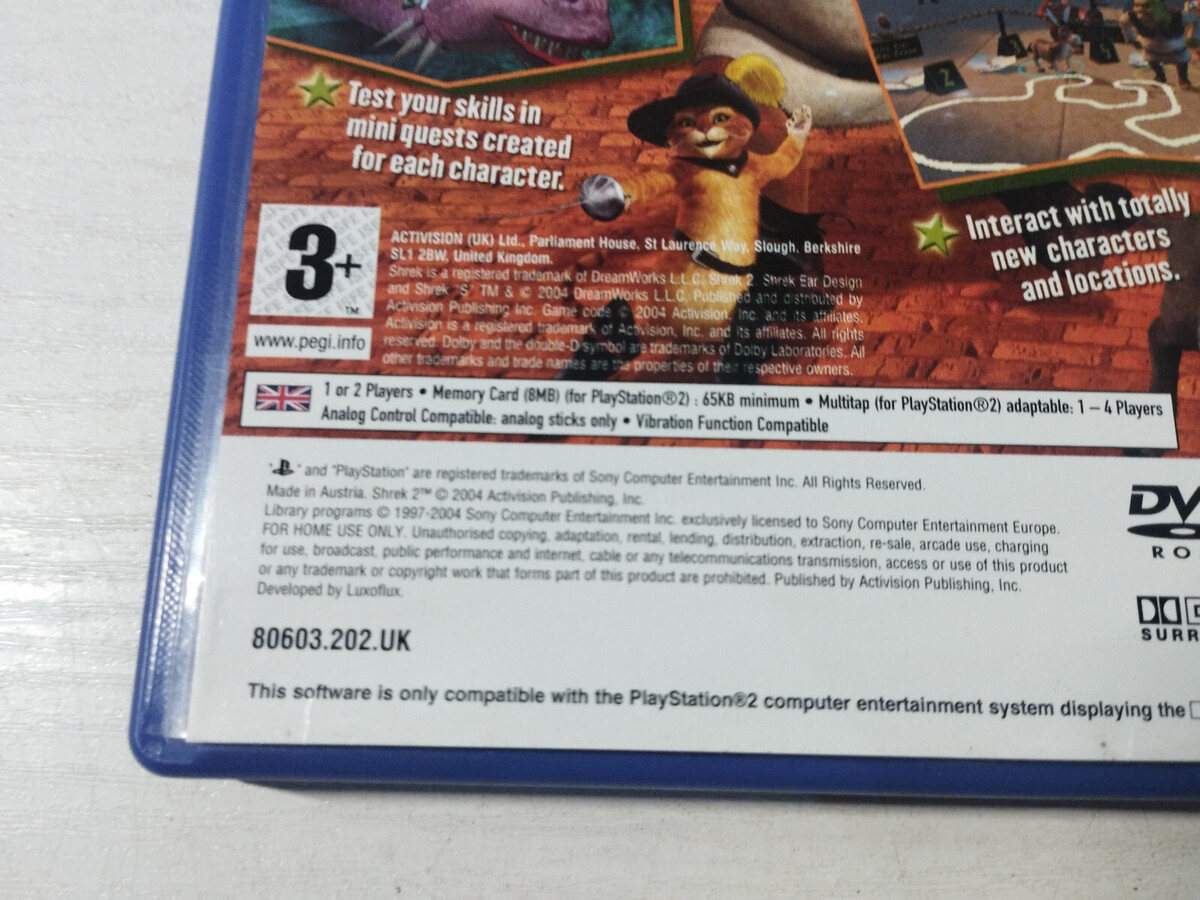 Test your skills in
mini quests created
for each character.
2
Interact with totally
new characters
and locations.
3+
TM
www.pegi.info
ACTIVISION (UK) Ltd., Parliament House, St Laurence Way, Slough, Berkshire
SL1 2BW, United Kingdom.
Shrek is a registered trademark of DreamWorks L.L.C. Shrek 2, Shrek Ear Design
and Shrek "S" TM & © 2004 DreamWorks L.L.C. Published and distributed by
Activision Publishing Inc. Game code © 2004 Activision, Inc. and its affiliates.
Activision is a registered trademark of Activision, Inc. and its affiliates. All rights
reserved. Dolby and the double-D symbol are trademarks of Dolby Laboratories. All
other trademarks and trade names are the properties of their respective owners.
1 or 2 Players • Memory Card (8MB) (for PlayStation®2) : 65KB minimum • Multitap (for PlayStation®2) adaptable: 1 – 4 Players
Analog Control Compatible: analog sticks only • Vibration Function Compatible
" " and "PlayStation" are registered trademarks of Sony Computer Entertainment Inc. All Rights Reserved.
Made in Austria. Shrek 2™ © 2004 Activision Publishing, Inc.
Library programs © 1997-2004 Sony Computer Entertainment Inc. exclusively licensed to Sony Computer Entertainment Europe.
FOR HOME USE ONLY. Unauthorised copying, adaptation, rental, lending, distribution, extraction, re-sale, arcade use, charging
for use, broadcast, public performance and internet, cable or any telecommunications transmission, access or use of this product
or any trademark or copyright work that forms part of this product are prohibited. Published by Activision Publishing, Inc.
Developed by Luxoflux.
DV
RO
SURR
80603.202.UK
This software is only compatible with the PlayStation®2 computer entertainment system displaying the